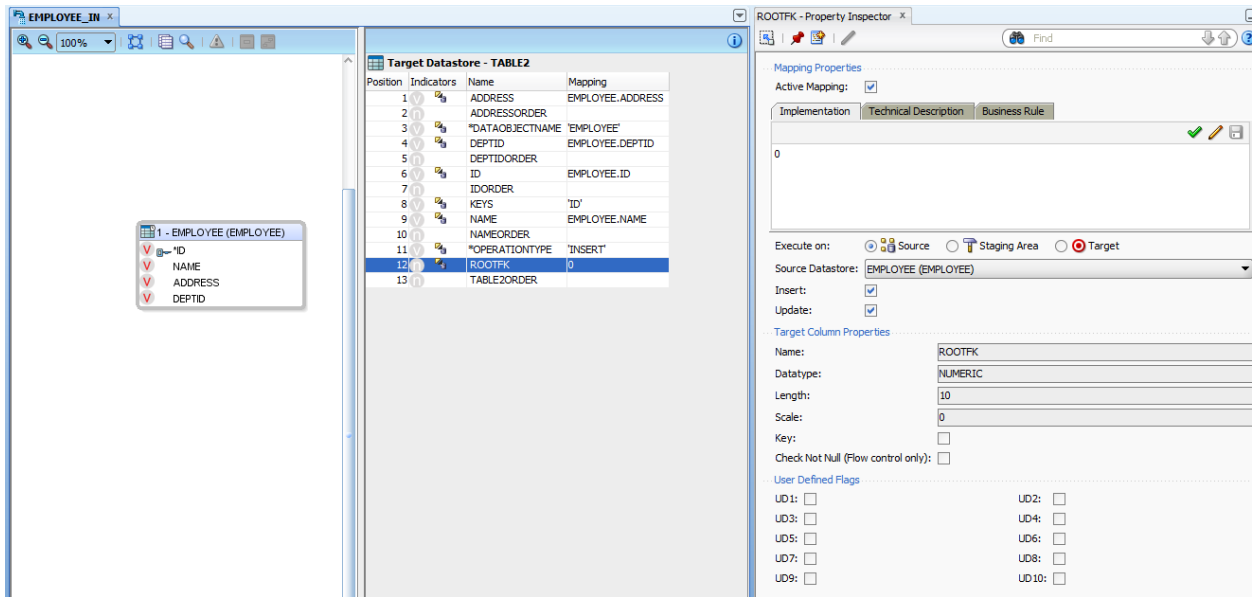 EMPLOYEE_IN
100%
1 - EMPLOYEE (EMPLOYEE)
V *ID
V NAME
V ADDRESS
V DEPTID
Target Datastore - TABLE2
Position Indicators Name Mapping
1 V ADDRESS EMPLOYEE.ADDRESS
2 n ADDRESSORDER
3 V *DATAOBJECTNAME 'EMPLOYEE'
4 V DEPTID EMPLOYEE.DEPTID
5 n DEPTIDORDER
6 V ID EMPLOYEE.ID
7 n IDORDER
8 V KEYS 'ID'
9 V NAME EMPLOYEE.NAME
10 n NAMEORDER
11 V *OPERATIONTYPE 'INSERT'
12 n ROOTFK 0
13 n TABLE2ORDER
ROOTFK - Property Inspector
Find
Mapping Properties
Active Mapping:
Implementation Technical Description Business Rule
0
Execute on: Source Staging Area Target
Source Datastore: EMPLOYEE (EMPLOYEE)
Insert:
Update:
Target Column Properties
Name: ROOTFK
Datatype: NUMERIC
Length: 10
Scale: 0
Key:
Check Not Null (Flow control only):
User Defined Flags
UD1: UD2:
UD3: UD4:
UD5: UD6:
UD7: UD8:
UD9: UD10: